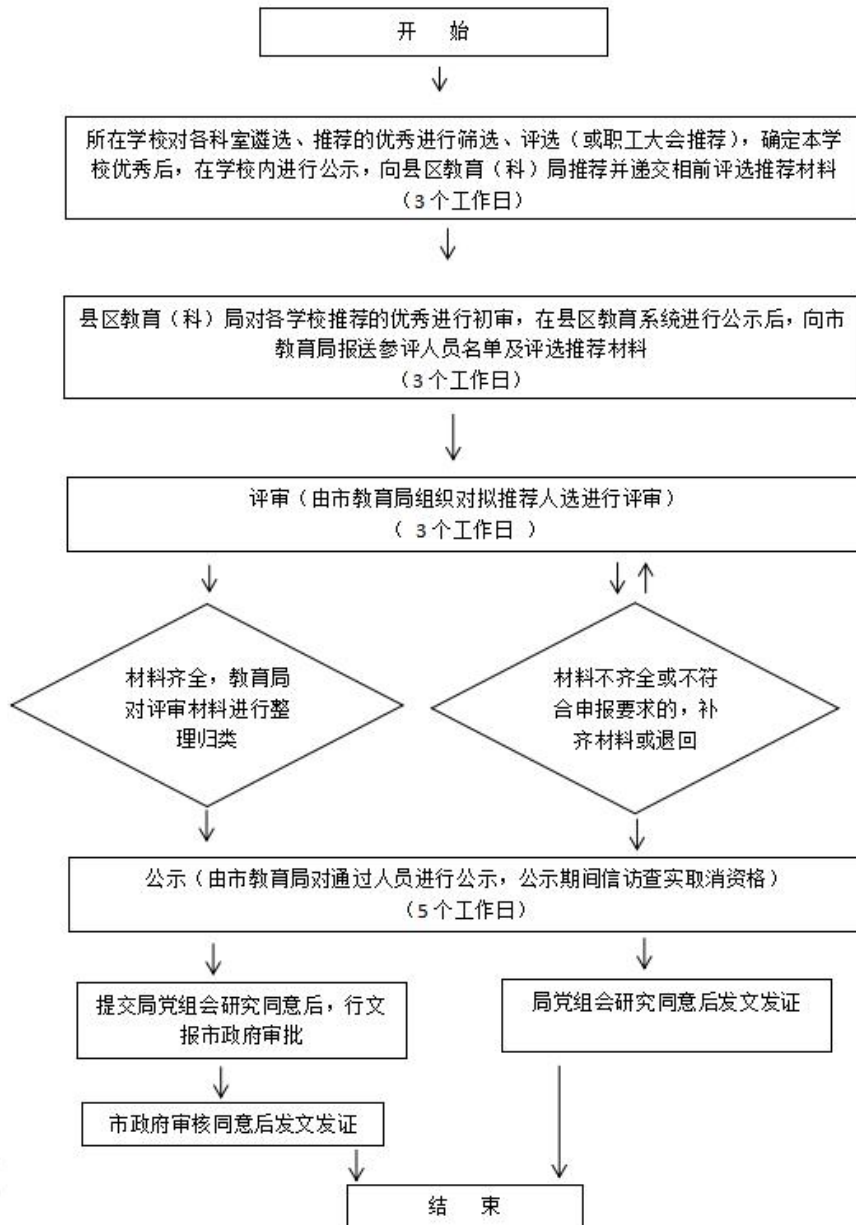 开 始
所在学校对各科室遴选、推荐的优秀进行筛选、评选（或职工大会推荐），确定本学
校优秀后，在学校内进行公示，向县区教育（科）局推荐并递交相前评选推荐材料
（3个工作日）
县区教育（科）局对各学校推荐的优秀进行初审，在县区教育系统进行公示后，向市
教育局报送参评人员名单及评选推荐材料
（3个工作日）
评审（由市教育局组织对拟推荐人选进行评审）
（ 3个工作日 ）
材料齐全，教育局
对评审材料进行整
理归类
材料不齐全或不符
合申报要求的，补
齐材料或退回
公示（由市教育局对通过人员进行公示，公示期间信访查实取消资格）
（5个工作日）
提交局党组会研究同意后，行文
报市政府审批
局党组会研究同意后发文发证
市政府审核同意后发文发证
结 束